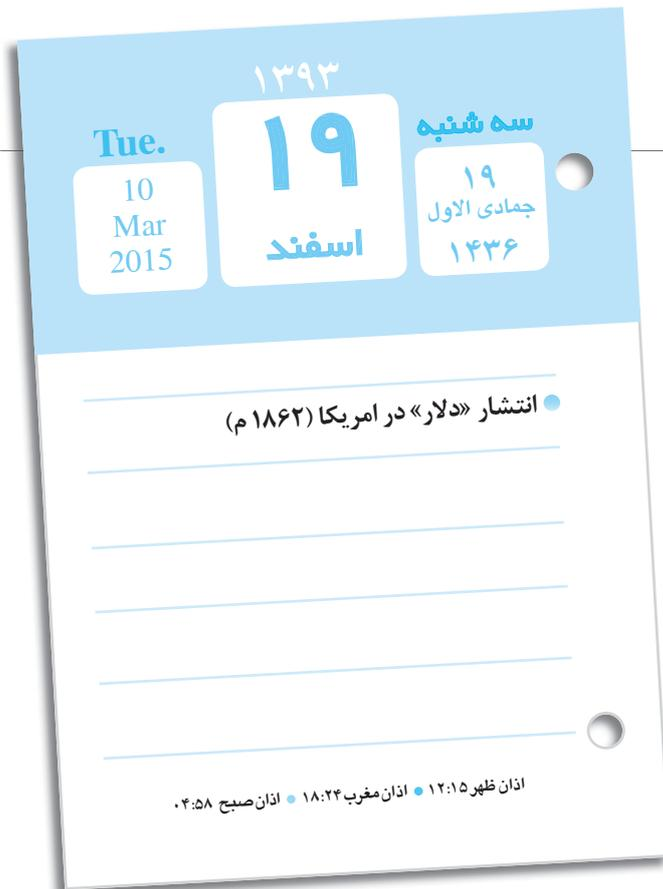 ۱۳۹۳
سه شنبه
۱۹
جمادی الاول
۱۴۳۶
۱۹
اسفند
Tue.
10
Mar
2015
انتشار «دلار» در امریکا (۱۸۶۲ م)
اذان ظهر ۱۲:۱۵ • اذان مغرب ۱۸:۲۴ • اذان صبح ۰۴:۵۸